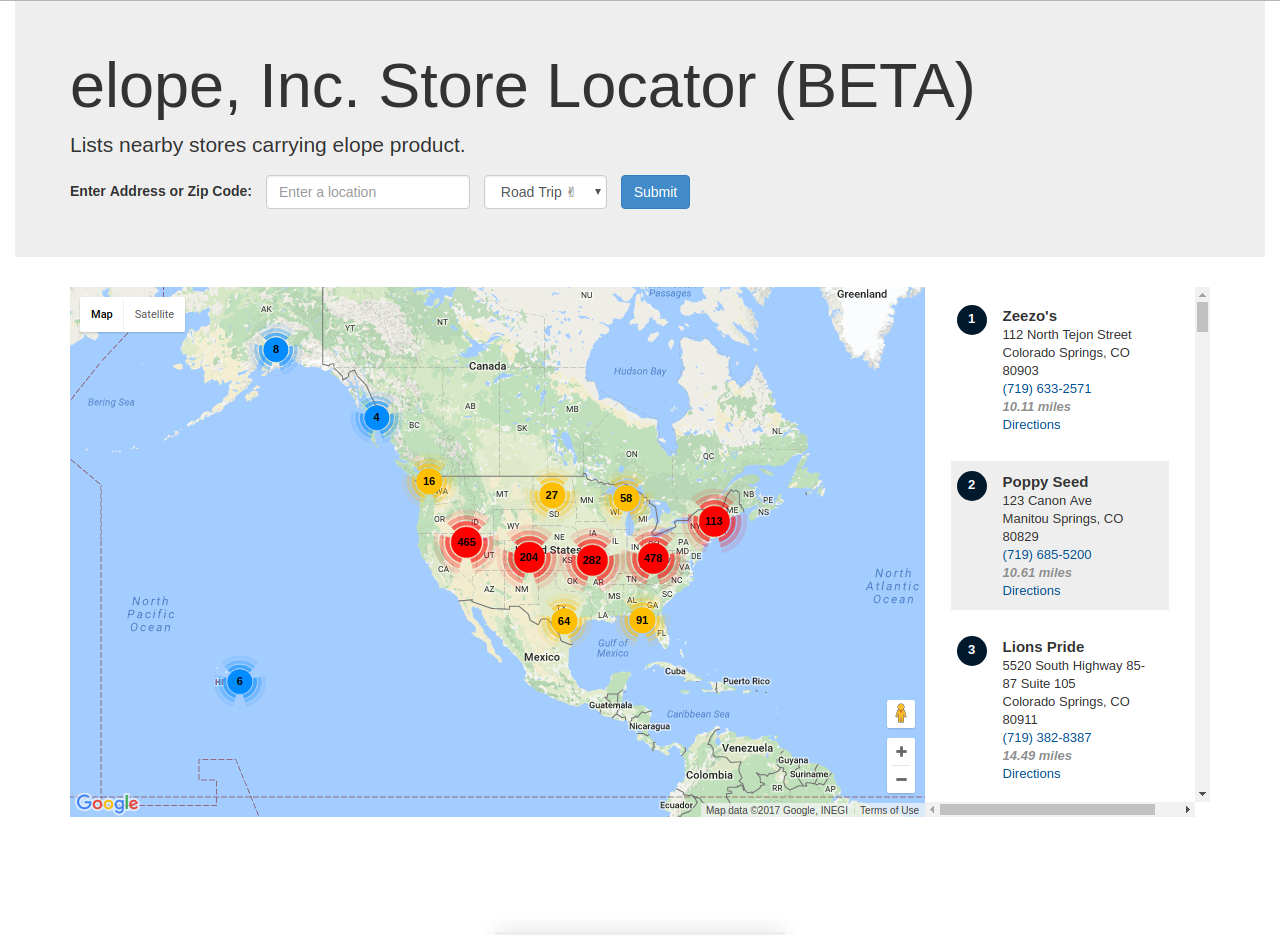 elope, Inc. Store Locator (BETA)
Lists nearby stores carrying elope product.
Enter Address or Zip Code:
Enter a location
Road Trip ✌
Submit
Map
Satellite
Greenland
Passages
NU
AK
YT
NT
8
Canada
Hudson Bay
Bering Sea
4
BC
AB
SK
MB
ON
QC
NL
16
WA
MT
27
MN
58
NB
PE
ME
NS
OR
ID
SD
WI
MI
NY
113
WY
465
UT
204
United States
NE
IA
282
IL
IN
OH
478
PA
MD
DE
KS
VA
CA
AZ
NM
OK
AR
TN
NC
SC
MS
AL
GA
TX
64
LA
91
FL
North
Pacific
Ocean
North
Atlantic
Ocean
Gulf of
Mexico
Mexico
Cuba
Puerto Rico
HI
6
Guatemala
Caribbean Sea
Nicaragua
Venezuela
Guyana
Colombia
Suriname
RR
AP
Ecuador
+
−
Google
Map data ©2017 Google, INEGI
Terms of Use
1
Zeezo's
112 North Tejon Street
Colorado Springs, CO
80903
(719) 633-2571
10.11 miles
Directions
2
Poppy Seed
123 Canon Ave
Manitou Springs, CO
80829
(719) 685-5200
10.61 miles
Directions
3
Lions Pride
5520 South Highway 85-
87 Suite 105
Colorado Springs, CO
80911
(719) 382-8387
14.49 miles
Directions